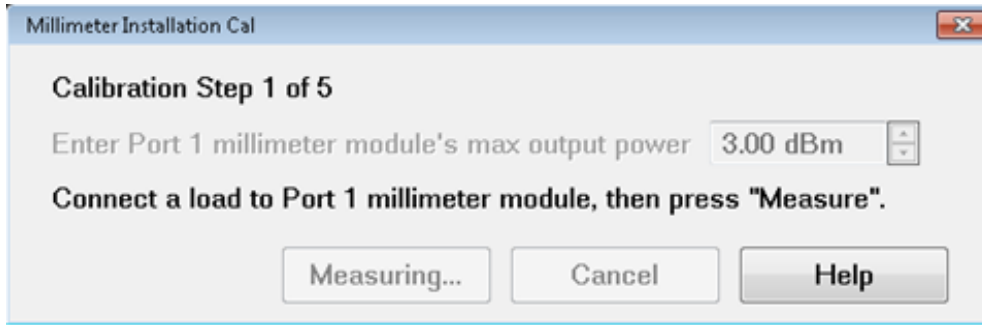 Millimeter Installation Cal
Calibration Step 1 of 5
Enter Port 1 millimeter module's max output power 3.00 dBm
Connect a load to Port 1 millimeter module, then press "Measure".
Measuring... Cancel Help